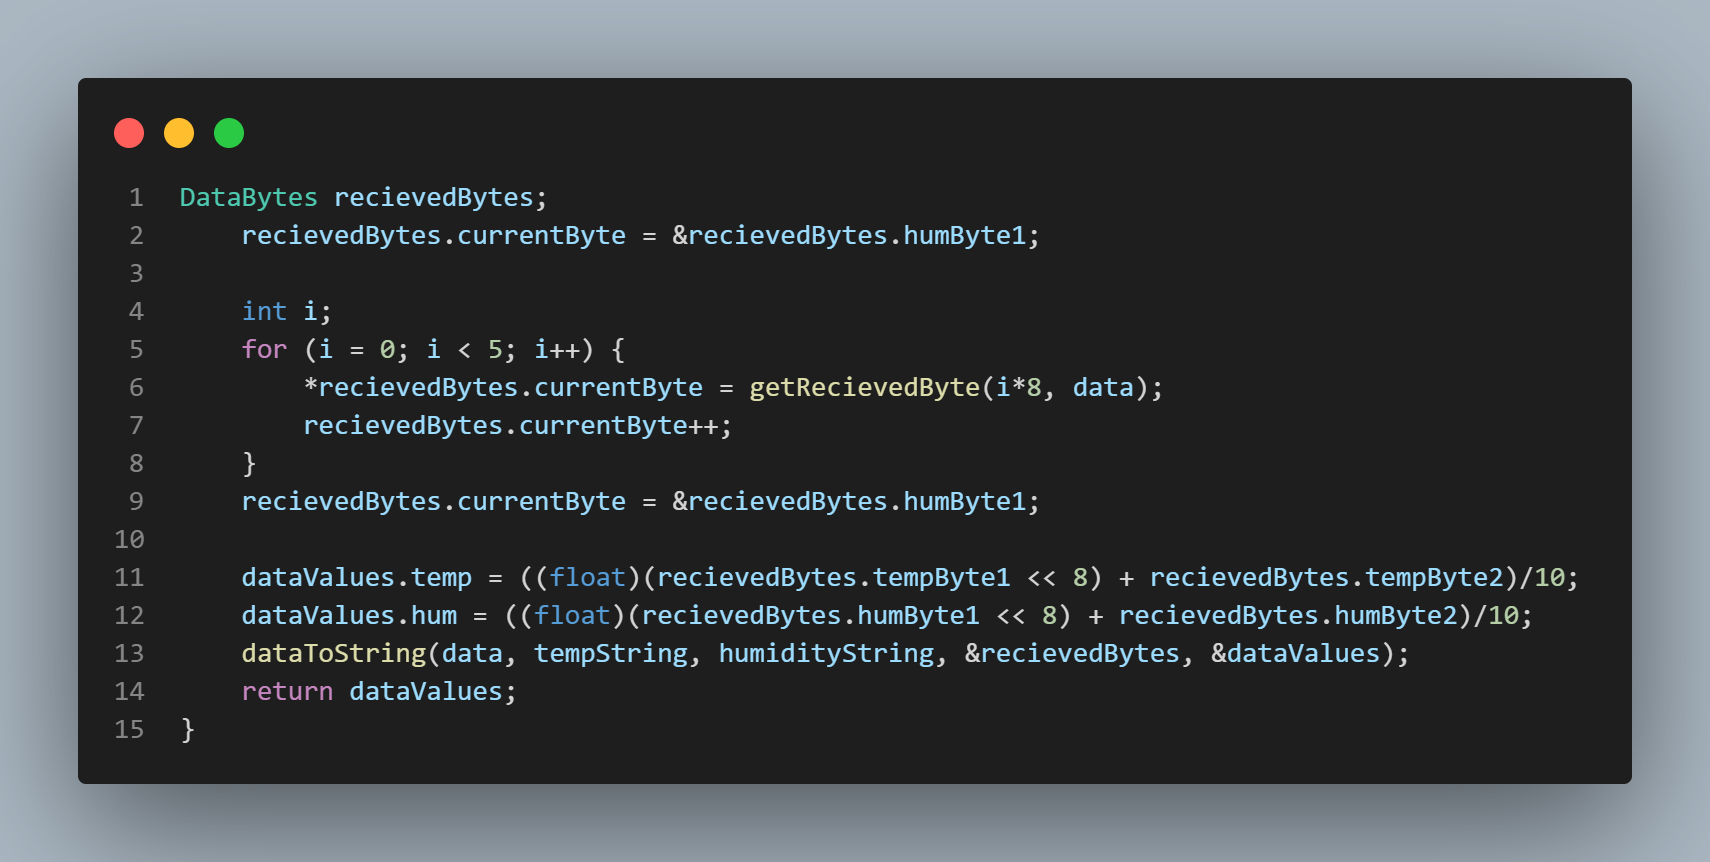 1 DataBytes recievedBytes;
2     recievedBytes.currentByte = &recievedBytes.humByte1;
3
4     int i;
5     for (i = 0; i < 5; i++) {
6         *recievedBytes.currentByte = getRecievedByte(i*8, data);
7         recievedBytes.currentByte++;
8     }
9     recievedBytes.currentByte = &recievedBytes.humByte1;
10
11     dataValues.temp = ((float)(recievedBytes.tempByte1 << 8) + recievedBytes.tempByte2)/10;
12     dataValues.hum = ((float)(recievedBytes.humByte1 << 8) + recievedBytes.humByte2)/10;
13     dataToString(data, tempString, humidityString, &recievedBytes, &dataValues);
14     return dataValues;
15 }